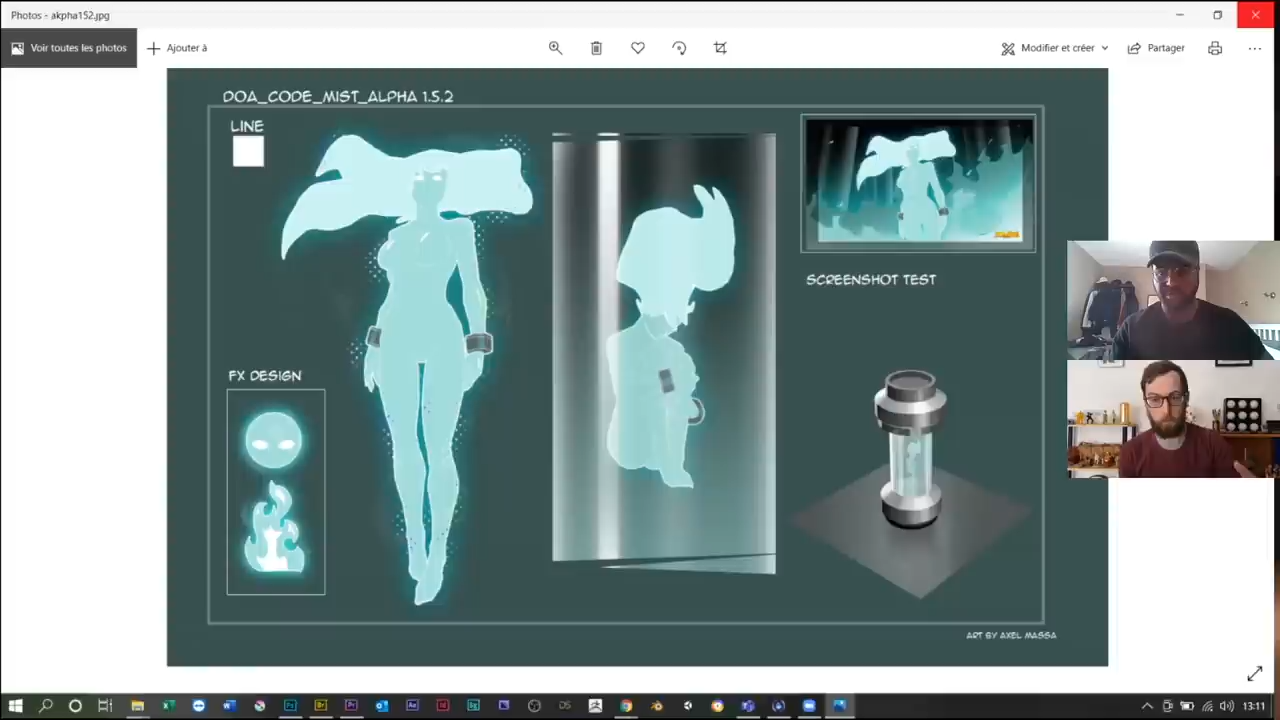 Photos - akpha152.jpg
Voir toutes les photos
Ajouter à
Modifier et créer
Partager
DOA_CODE_MIST_ALPHA 1.5.2
LINE
SCREENSHOT TEST
FX DESIGN
ART BY AXEL MASSA
13:11